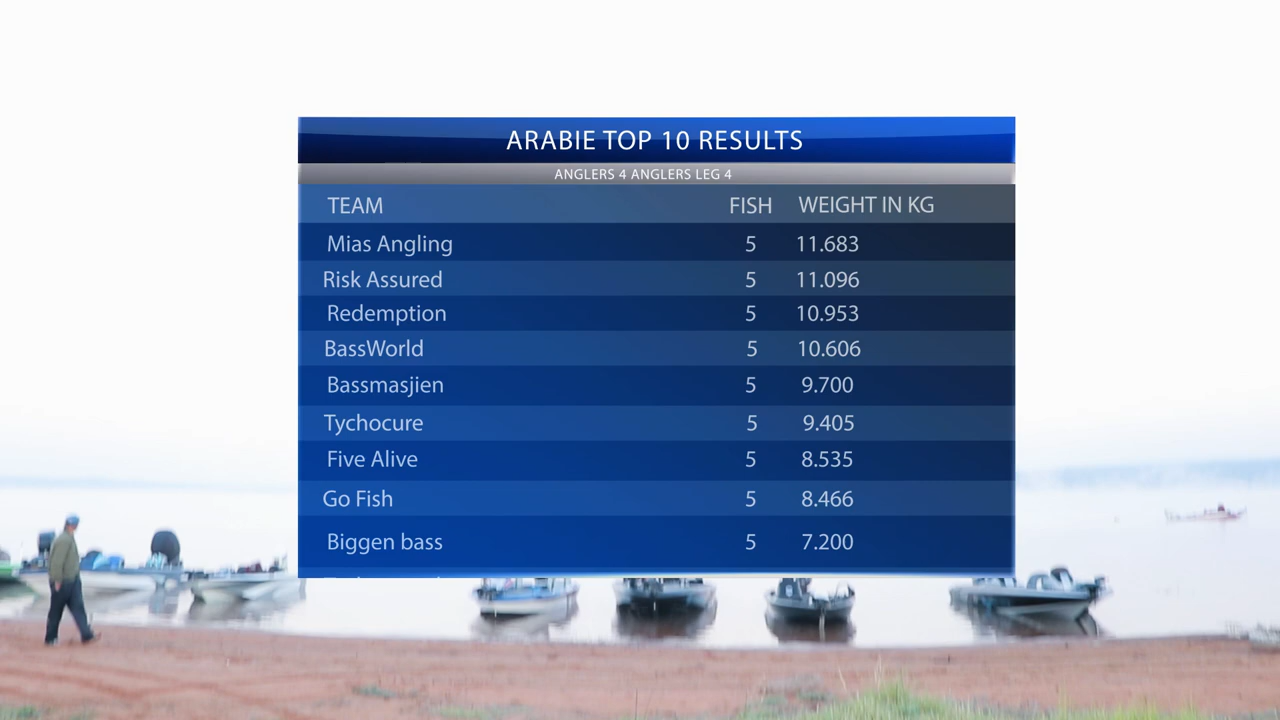 ARABIE TOP 10 RESULTS
ANGLERS 4 ANGLERS LEG 4
TEAM FISH WEIGHT IN KG
Mias Angling 5 11.683
Risk Assured 5 11.096
Redemption 5 10.953
BassWorld 5 10.606
Bassmasjien 5 9.700
Tychocure 5 9.405
Five Alive 5 8.535
Go Fish 5 8.466
Biggen bass 5 7.200